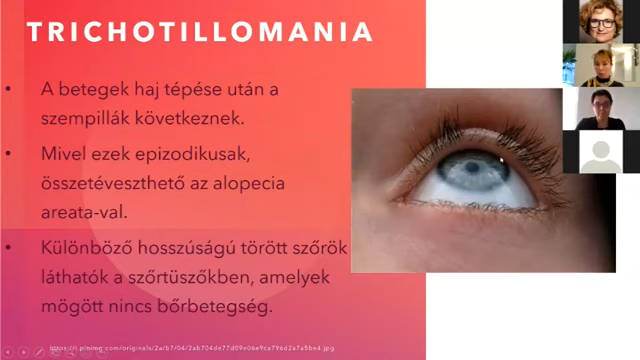 TRICHOTILLOMANIA
• A betegek haj tépése után a
szempillák következnek.
• Mivel ezek epizodikusak,
összetéveszthető az alopecia
areata-val.
• Különböző hosszúságú törött szőrök
láthatók a szőrtüszőkben, amelyek
mögött nincs bőrbetegség.